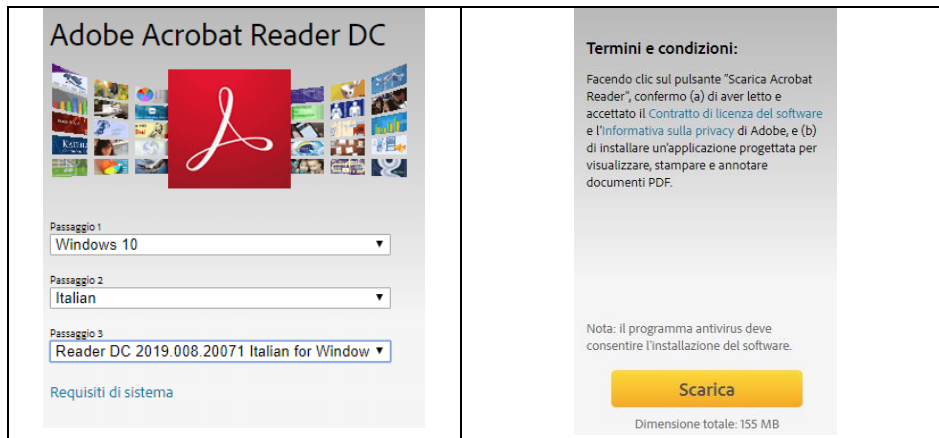 Adobe Acrobat Reader DC
Passaggio 1
Windows 10
Passaggio 2
Italian
Passaggio 3
Reader DC 2019.008.20071 Italian for Window
Requisiti di sistema
Termini e condizioni:
Facendo clic sul pulsante "Scarica Acrobat
Reader", confermo (a) di aver letto e
accettato il Contratto di licenza del software
e l'Informativa sulla privacy di Adobe, e (b)
di installare un'applicazione progettata per
visualizzare, stampare e annotare
documenti PDF.
Nota: il programma antivirus deve
consentire l'installazione del software.
Scarica
Dimensione totale: 155 MB